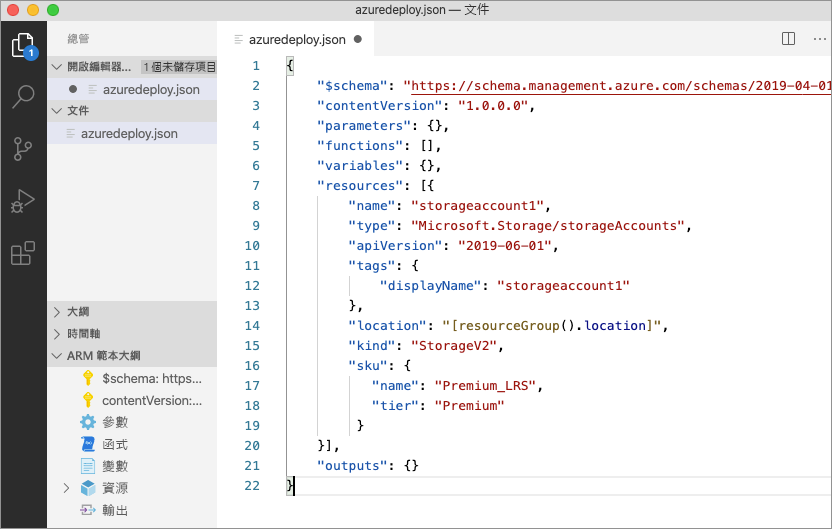 azuredeploy.json — 文件
總管
開啟編輯器... 1 個未儲存項目
azuredeploy.json
文件
azuredeploy.json
大綱
時間軸
ARM 範本大綱
$schema: https...
contentVersion:...
參數
函式
變數
資源
輸出
1
azuredeploy.json
1 {
2 "$schema": "https://schema.management.azure.com/schemas/2019-04-01
3 "contentVersion": "1.0.0.0",
4 "parameters": {},
5 "functions": [],
6 "variables": {},
7 "resources": [{
8 "name": "storageaccount1",
9 "type": "Microsoft.Storage/storageAccounts",
10 "apiVersion": "2019-06-01",
11 "tags": {
12 "displayName": "storageaccount1"
13 },
14 "location": "[resourceGroup().location]",
15 "kind": "StorageV2",
16 "sku": {
17 "name": "Premium_LRS",
18 "tier": "Premium"
19 }
20 }],
21 "outputs": {}
22 }